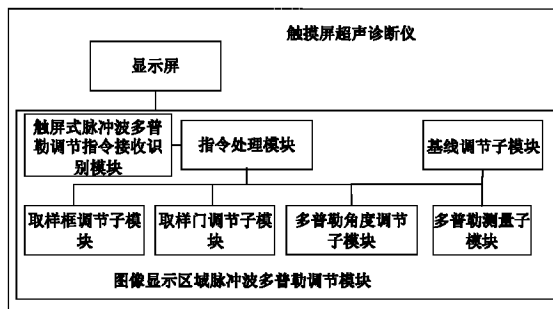 触摸屏超声诊断仪
显示屏
触屏式脉冲波多普
勒调节指令接收识
别模块
指令处理模块
基线调节子模块
取样框调节子模
块
取样门调节子模
块
多普勒角度调节
子模块
多普勒测量子
模块
图像显示区域脉冲波多普勒调节模块